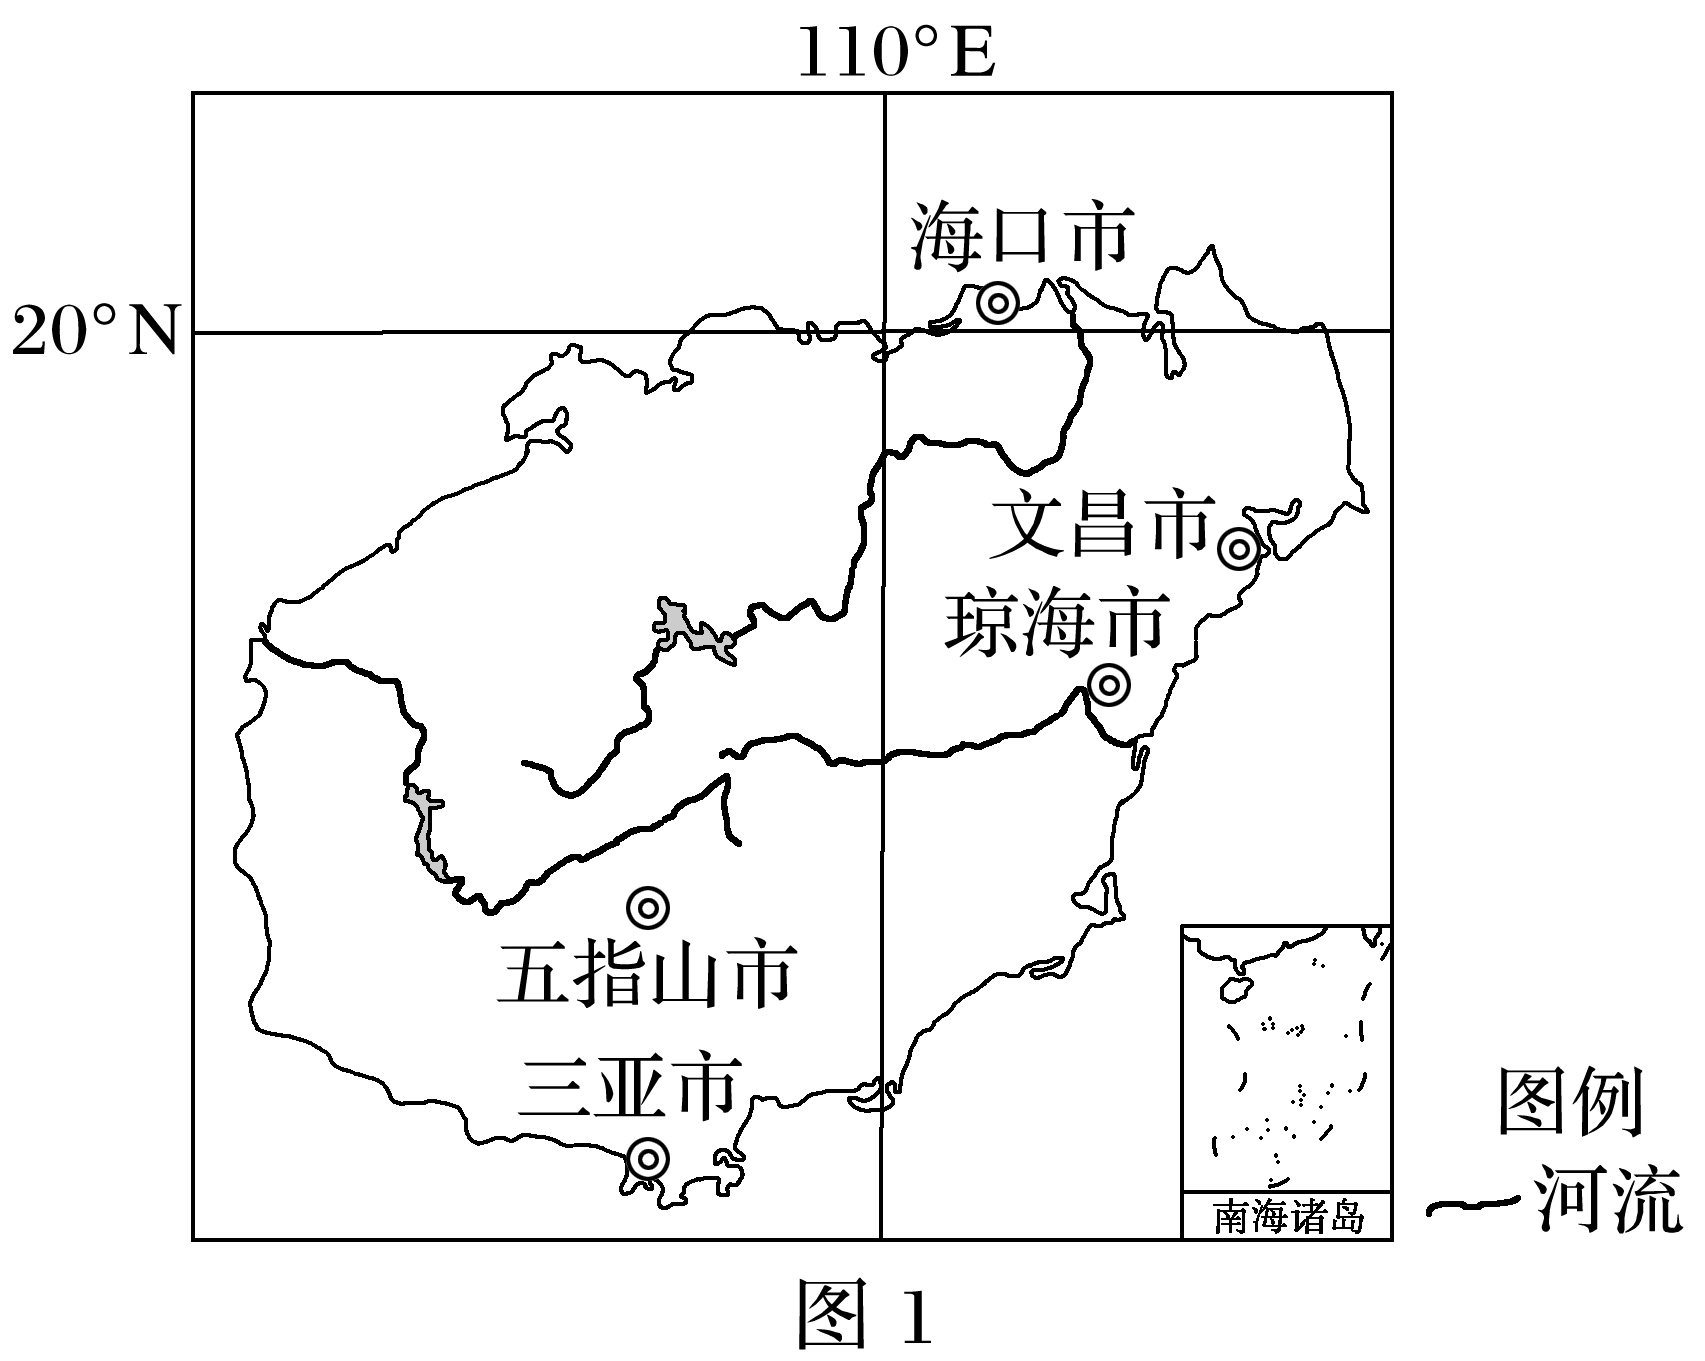 110°E
海口市
20°N
文昌市
琼海市
五指山市
三亚市
图例
河流
南海诸岛
图 1